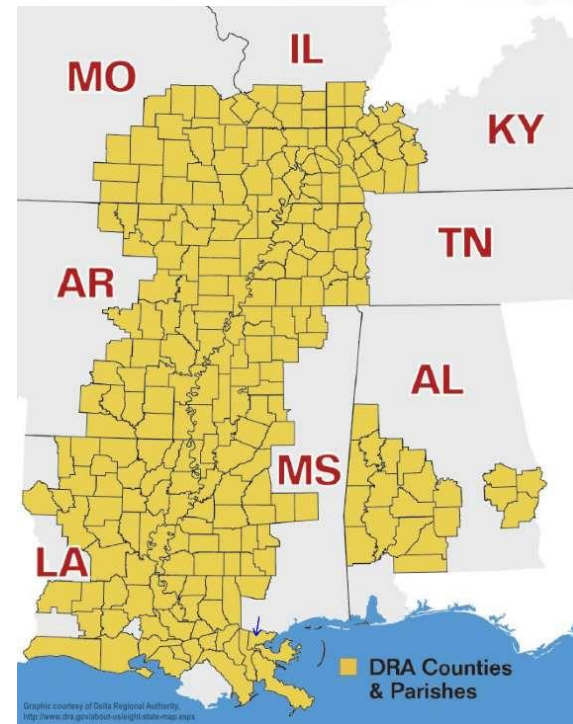 IL
MO
KY
TN
AR
AL
MS
LA
DRA Counties
& Parishes
Graphic courtesy of Delta Regional Authority,
http://www.dra.gov/about-us/eight-state-map.aspx